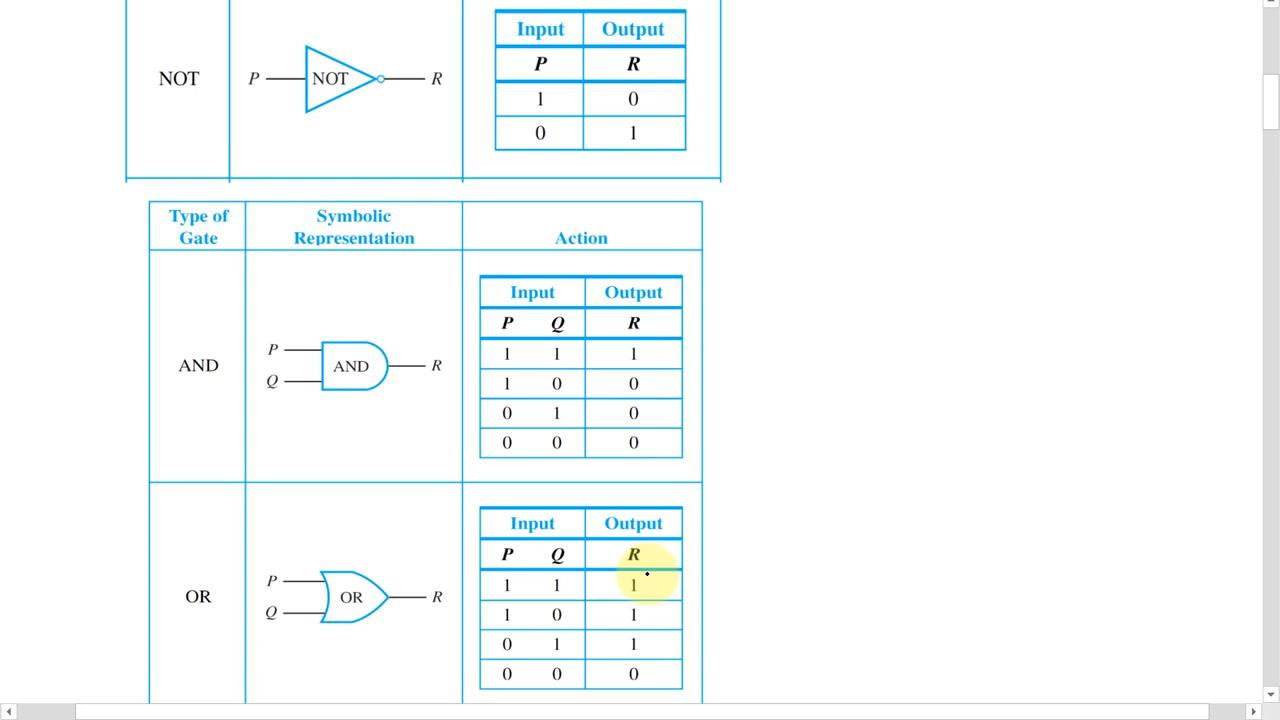 Input Output
P R
NOT P NOT R
1 0
0 1
Type of Gate Symbolic Representation Action
Input Output
P Q R
1 1 1
AND P AND R
Q
1 0 0
0 1 0
0 0 0
Input Output
P Q R
1 1 1
OR P OR R
Q
1 0 1
0 1 1
0 0 0